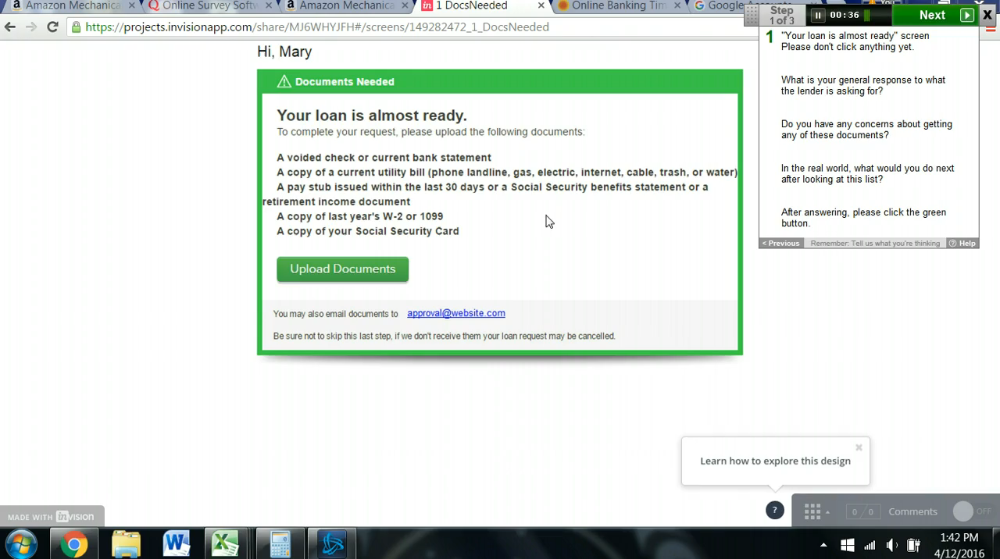 Amazon Mechanica
Online Survey Softw
Amazon Mechanica
1 DocsNeeded
Online Banking Tim
https://projects.invisionapp.com/share/MJ6WHYJFH#/screens/149282472_1_DocsNeeded
Step
1 of 3
00:36
Next
1
"Your loan is almost ready" screen
Please don't click anything yet.
What is your general response to what
the lender is asking for?
Do you have any concerns about getting
any of these documents?
In the real world, what would you do next
after looking at this list?
After answering, please click the green
button.
< Previous
Remember: Tell us what you're thinking
? Help
Hi, Mary
Documents Needed
Your loan is almost ready.
To complete your request, please upload the following documents:
A voided check or current bank statement
A copy of a current utility bill (phone landline, gas, electric, internet, cable, trash, or water)
A pay stub issued within the last 30 days or a Social Security benefits statement or a
retirement income document
A copy of last year's W-2 or 1099
A copy of your Social Security Card
Upload Documents
You may also email documents to approval@website.com
Be sure not to skip this last step, if we don't receive them your loan request may be cancelled.
Learn how to explore this design
MADE WITH invision
?
0 / 0
Comments
OFF
1:42 PM
4/12/2016